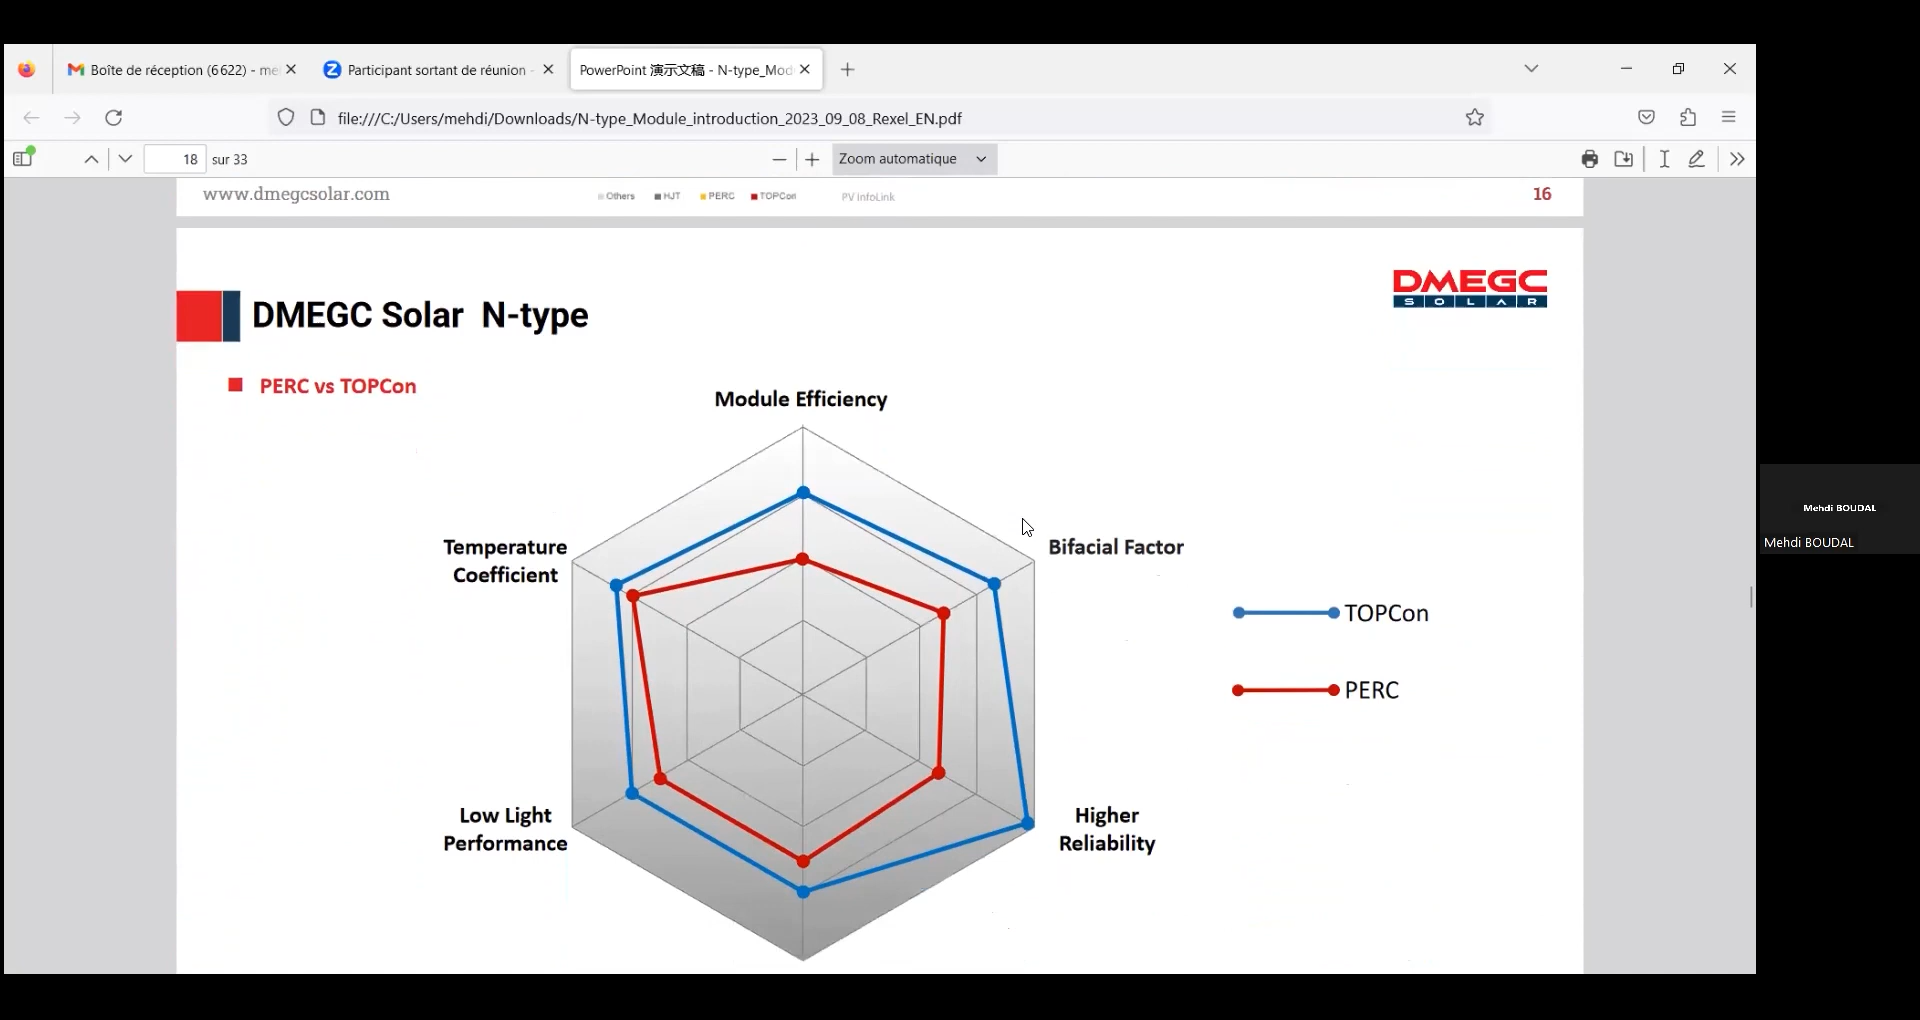 Boîte de réception (6 622) - me
Participant sortant de réunion -
PowerPoint 演示文稿 - N-type_Mod
file:///C:/Users/mehdi/Downloads/N-type_Module_introduction_2023_09_08_Rexel_EN.pdf
18 sur 33
Zoom automatique
www.dmegcsolar.com
Others HJT PERC TOPCon
PV InfoLink
16
DMEGC
SOLAR
DMEGC Solar N-type
PERC vs TOPCon
Module Efficiency
Temperature
Coefficient
Bifacial Factor
TOPCon
PERC
Low Light
Performance
Higher
Reliability
Mehdi BOUDAL
Mehdi BOUDAL